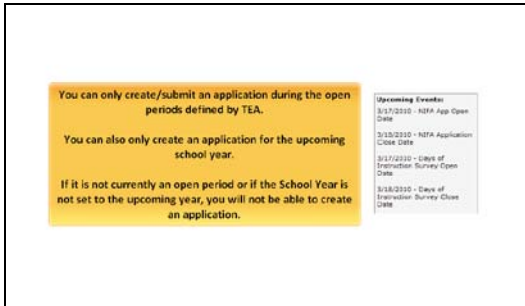 You can only create/submit an application during the open
periods defined by TEA.
You can also only create an application for the upcoming
school year.
If it is not currently an open period or if the School Year is
not set to the upcoming year, you will not be able to create
an application.
Upcoming Events:
3/17/2010 - NIFA App Open
Date
3/18/2010 - NIFA Application
Close Date
3/17/2010 - Days of
Instruction Survey Open
Date
3/18/2010 - Days of
Instruction Survey Close
Date